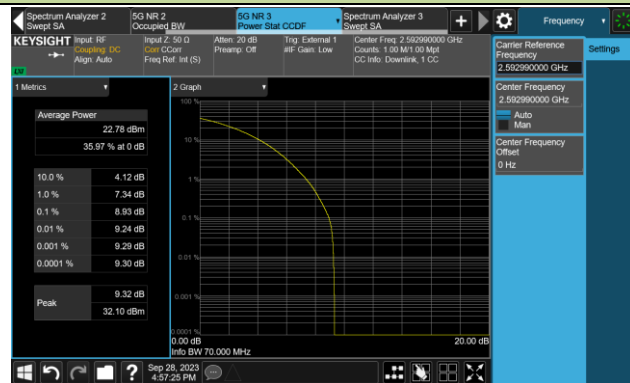 Spectrum Analyzer 2
Swept SA
5G NR 2
Occupied BW
5G NR 3
Power Stat CCDF
Spectrum Analyzer 3
Swept SA
Frequency
KEYSIGHT
Input: RF
Coupling: DC
Align: Auto
Input Z: 50 Ω
Corr CCorr
Freq Ref: Int (S)
Atten: 20 dB
Preamp: Off
Trig: External 1
#IF Gain: Low
Center Freq: 2.592990000 GHz
Counts: 1.00 M/1.00 Mpt
CC Info: Downlink, 1 CC
Carrier Reference
Frequency
2.592990000 GHz
Settings
Center Frequency
2.592990000 GHz
Auto
Man
Center Frequency
Offset
0 Hz
1 Metrics
Average Power
22.78 dBm
35.97 % at 0 dB
10.0 % 4.12 dB
1.0 % 7.34 dB
0.1 % 8.93 dB
0.01 % 9.24 dB
0.001 % 9.29 dB
0.0001 % 9.30 dB
Peak 9.32 dB
32.10 dBm
2 Graph
100 %
10 %
1 %
0.1 %
0.01 %
0.001 %
0.0001 %
0.00 dB 20.00 dB
Info BW 70.000 MHz
?
Sep 28, 2023
4:57:25 PM